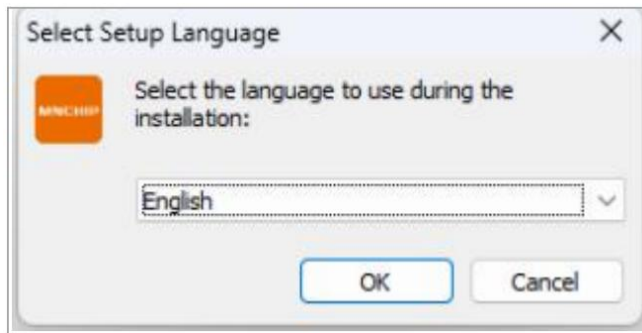 Select Setup Language
MNCHIP
Select the language to use during the
installation:
English
OK
Cancel